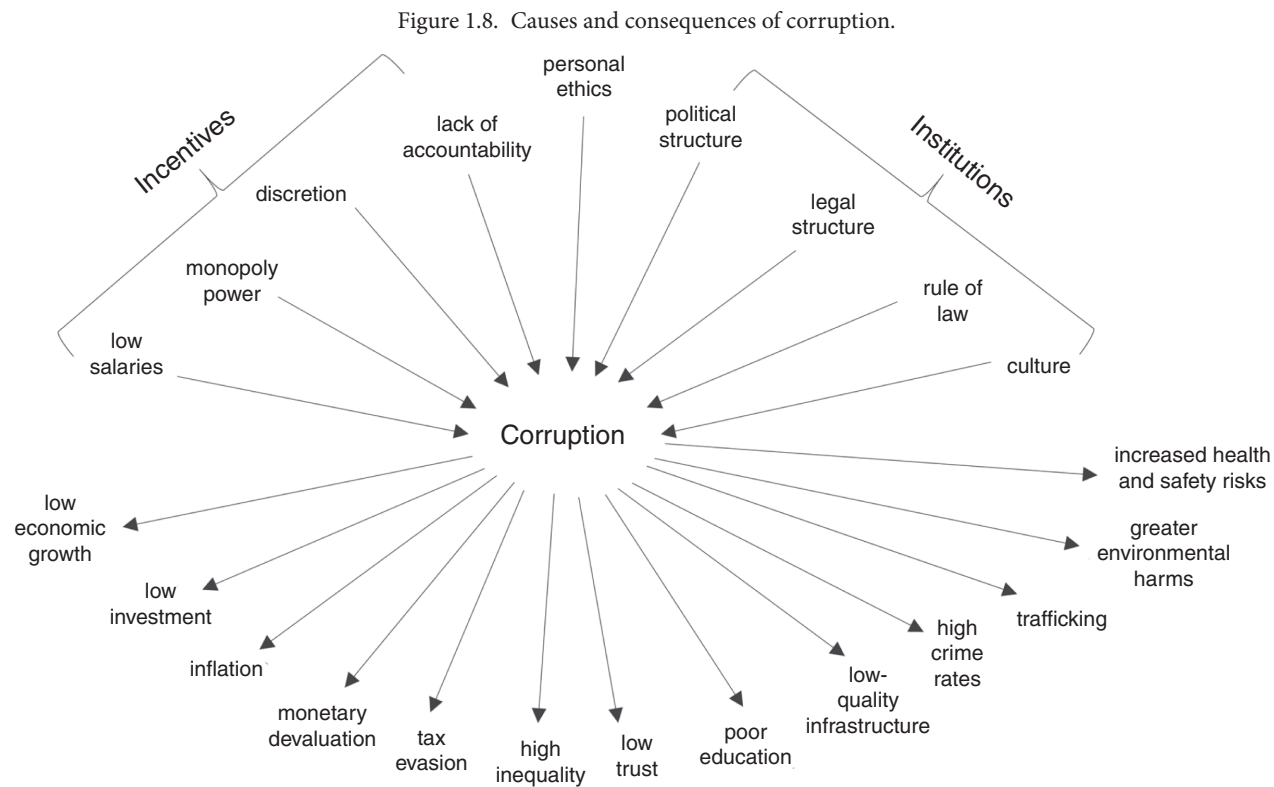 Figure 1.8. Causes and consequences of corruption.
Incentives
Institutions
personal
ethics
lack of
accountability
political
structure
discretion
legal
structure
monopoly
power
rule of
law
low
salaries
culture
Corruption
low
economic
growth
low
investment
inflation
monetary
devaluation
tax
evasion
high
inequality
low
trust
poor
education
low-
quality
infrastructure
high
crime
rates
trafficking
greater
environmental
harms
increased health
and safety risks